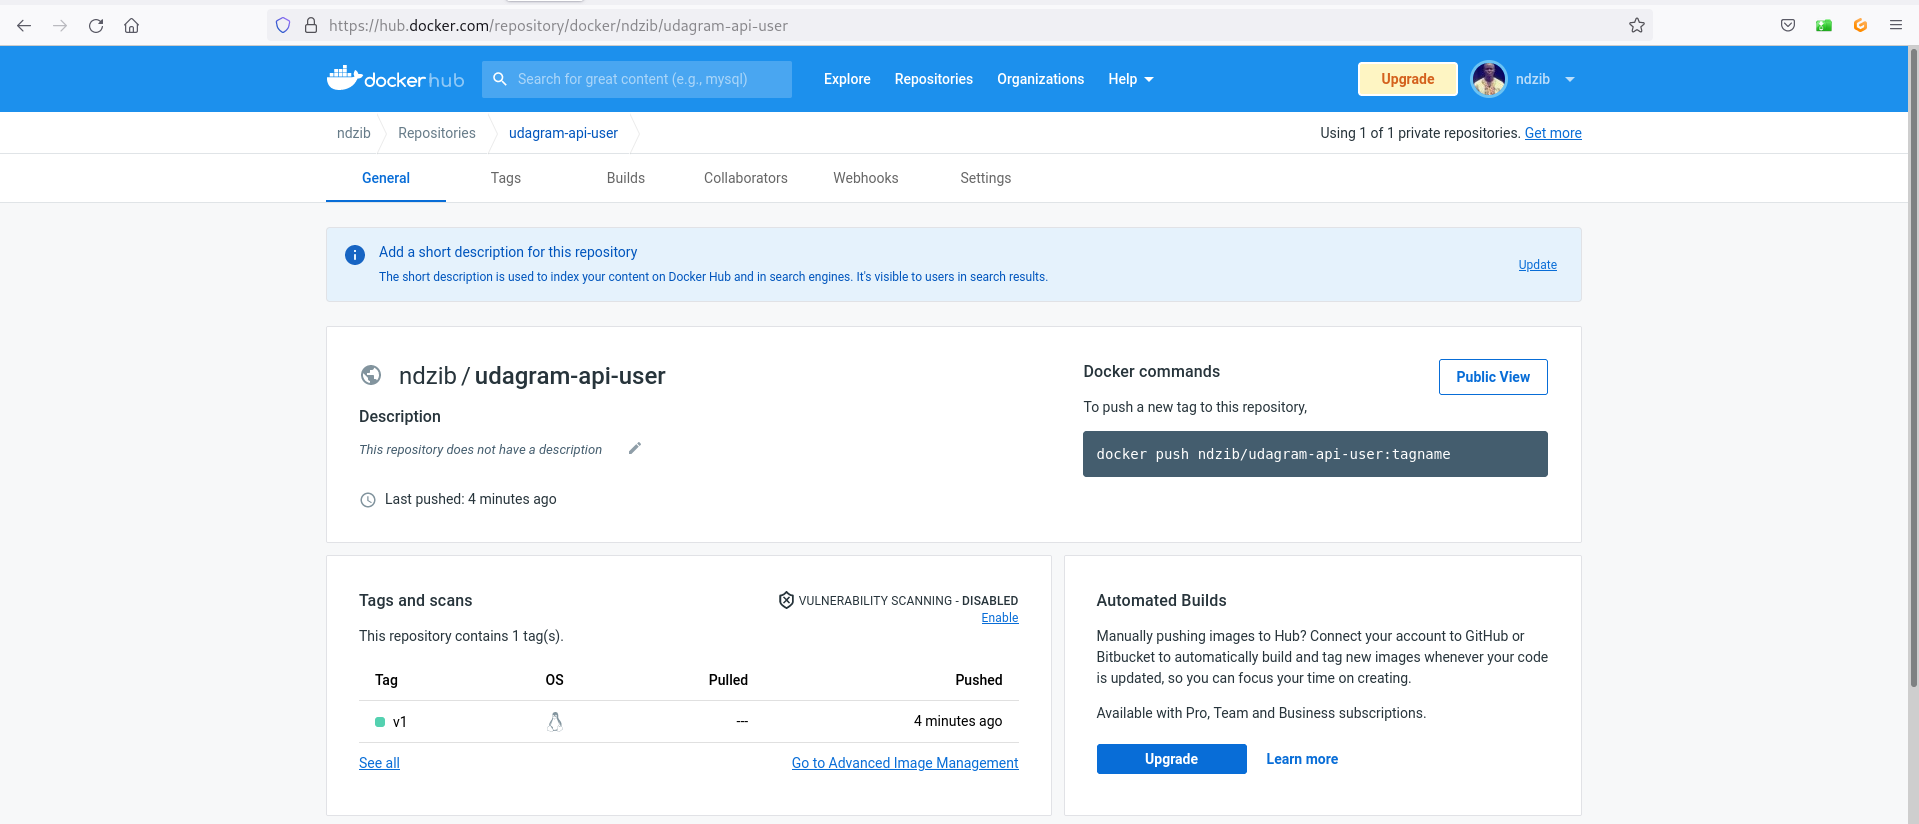 https://hub.docker.com/repository/docker/ndzib/udagram-api-user
docker hub
Search for great content (e.g., mysql)
Explore
Repositories
Organizations
Help
Upgrade
ndzib
ndzib
Repositories
udagram-api-user
Using 1 of 1 private repositories. Get more
General
Tags
Builds
Collaborators
Webhooks
Settings
Add a short description for this repository
The short description is used to index your content on Docker Hub and in search engines. It's visible to users in search results.
Update
ndzib / udagram-api-user
Description
This repository does not have a description
Last pushed: 4 minutes ago
Docker commands
Public View
To push a new tag to this repository,
docker push ndzib/udagram-api-user:tagname
Tags and scans
VULNERABILITY SCANNING - DISABLED
Enable
This repository contains 1 tag(s).
Tag OS Pulled Pushed
v1 --- 4 minutes ago
See all
Go to Advanced Image Management
Automated Builds
Manually pushing images to Hub? Connect your account to GitHub or
Bitbucket to automatically build and tag new images whenever your code
is updated, so you can focus your time on creating.
Available with Pro, Team and Business subscriptions.
Upgrade
Learn more